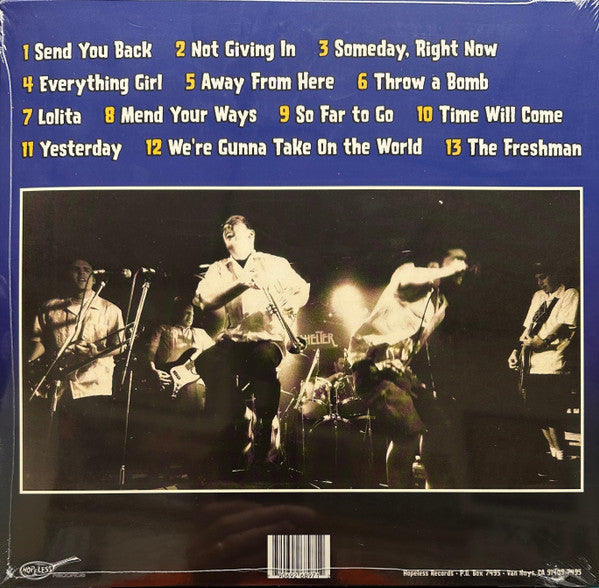 1 Send You Back 2 Not Giving In 3 Someday, Right Now
4 Everything Girl 5 Away From Here 6 Throw a Bomb
7 Lolita 8 Mend Your Ways 9 So Far to Go 10 Time Will Come
11 Yesterday 12 We're Gunna Take On the World 13 The Freshman
HOPELESS
RECORDS
Hopeless Records • P.O. Box 7495 • Van Nuys, CA 91409-7495